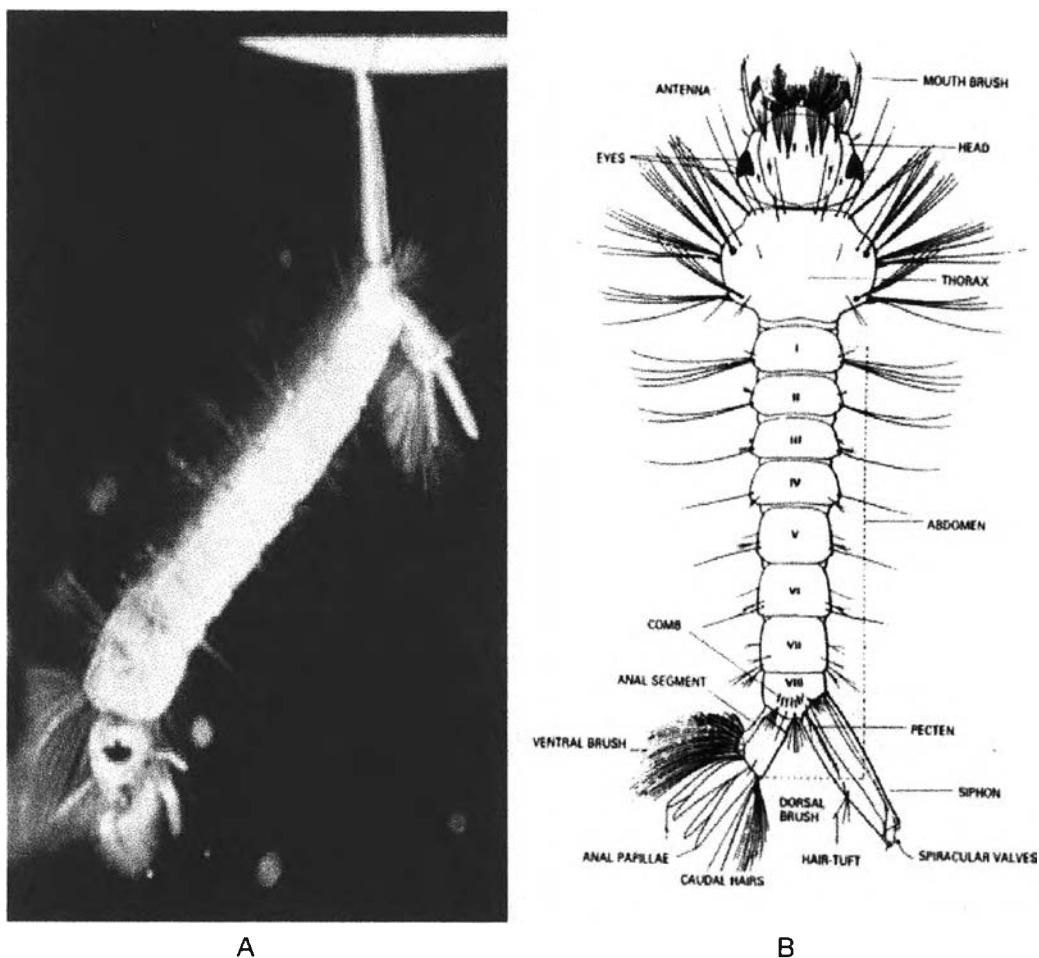 MOUTH BRUSH
ANTENNA
HEAD
EYES
THORAX
I
II
III
IV
V
ABDOMEN
VI
COMB
VII
ANAL SEGMENT
VIII
PECTEN
VENTRAL BRUSH
SIPHON
DORSAL
BRUSH
ANAL PAPILLAE
HAIR-TUFT
SPIRACULAR VALVES
CAUDAL HAIRS
A
B